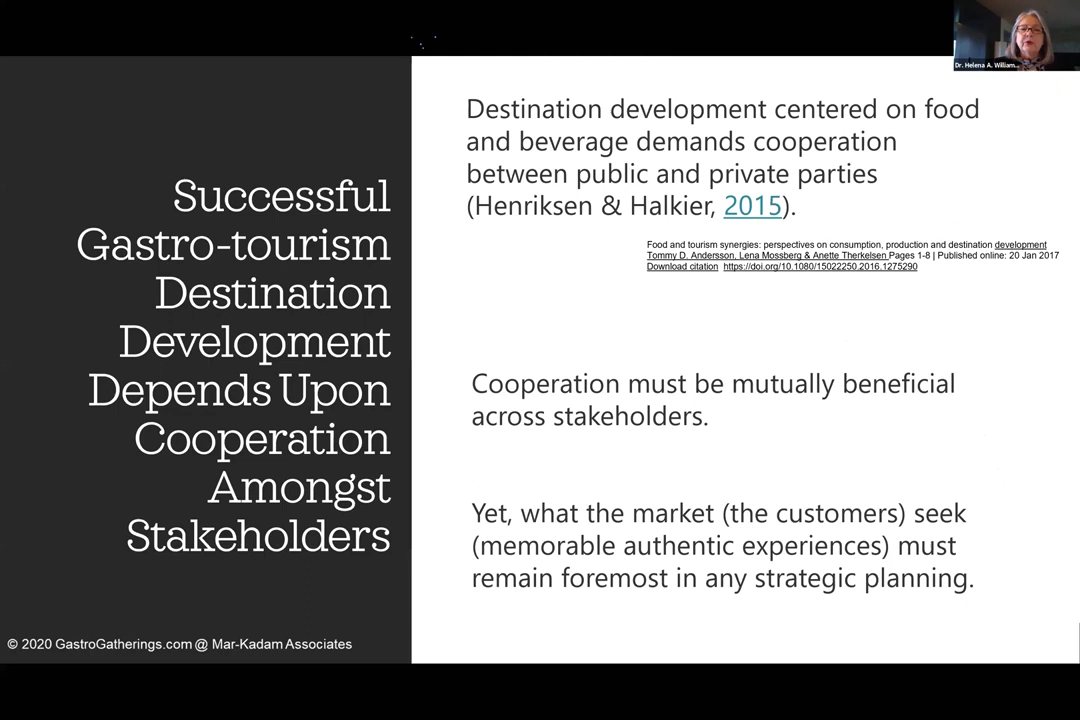 Dr. Helena A. William...
Successful
Gastro-tourism
Destination
Development
Depends Upon
Cooperation
Amongst
Stakeholders
© 2020 GastroGatherings.com @ Mar-Kadam Associates
Destination development centered on food
and beverage demands cooperation
between public and private parties
(Henriksen & Halkier, 2015).
Food and tourism synergies: perspectives on consumption, production and destination development
Tommy D. Andersson, Lena Mossberg & Anette Therkelsen Pages 1-8 | Published online: 20 Jan 2017
Download citation https://doi.org/10.1080/15022250.2016.1275290
Cooperation must be mutually beneficial
across stakeholders.
Yet, what the market (the customers) seek
(memorable authentic experiences) must
remain foremost in any strategic planning.